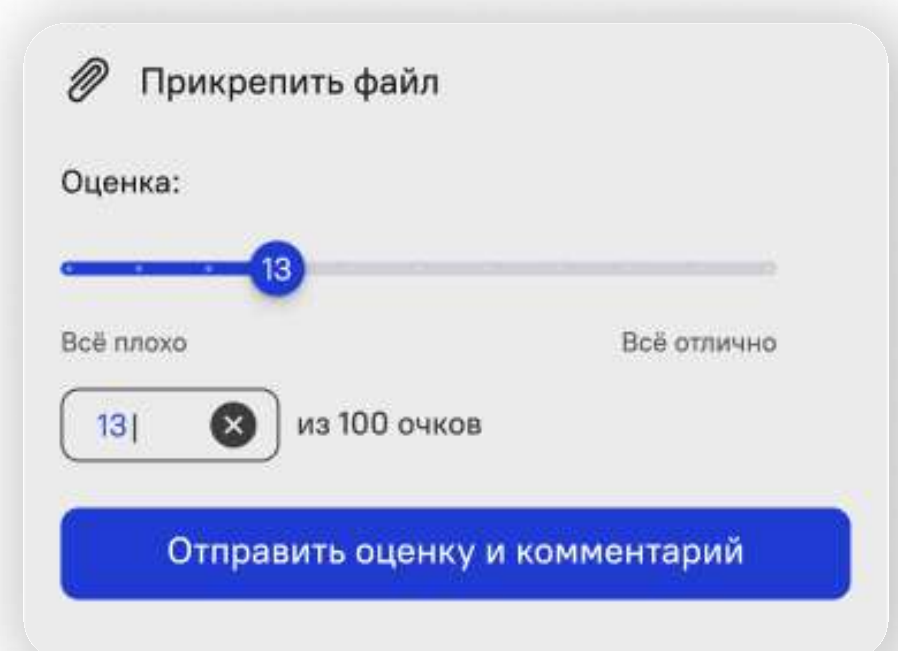 Прикрепить файл
Оценка:
13
Всё плохо
Всё отлично
13 из 100 очков
Отправить оценку и комментарий